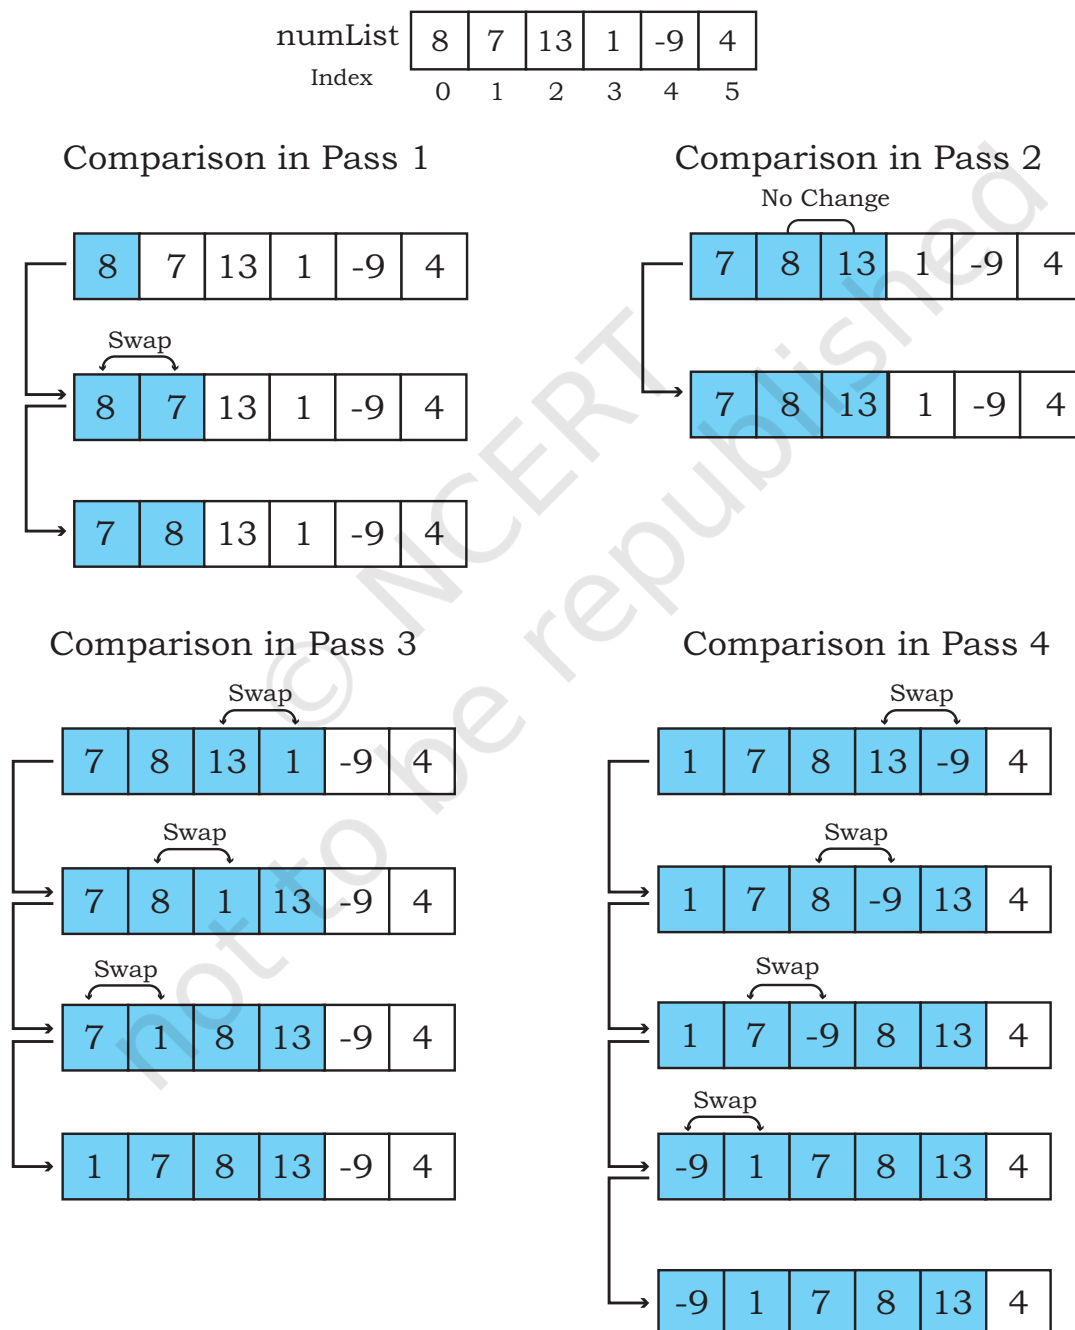 numList 8 7 13 1 -9 4
Index 0 1 2 3 4 5
Comparison in Pass 1
8 7 13 1 -9 4
Swap
8 7 13 1 -9 4
7 8 13 1 -9 4
Comparison in Pass 2
No Change
7 8 13 1 -9 4
7 8 13 1 -9 4
Comparison in Pass 3
Swap
7 8 13 1 -9 4
Swap
7 8 1 13 -9 4
Swap
7 1 8 13 -9 4
1 7 8 13 -9 4
Comparison in Pass 4
Swap
1 7 8 13 -9 4
Swap
1 7 8 -9 13 4
Swap
1 7 -9 8 13 4
Swap
-9 1 7 8 13 4
-9 1 7 8 13 4
© NCERT
not to be republished